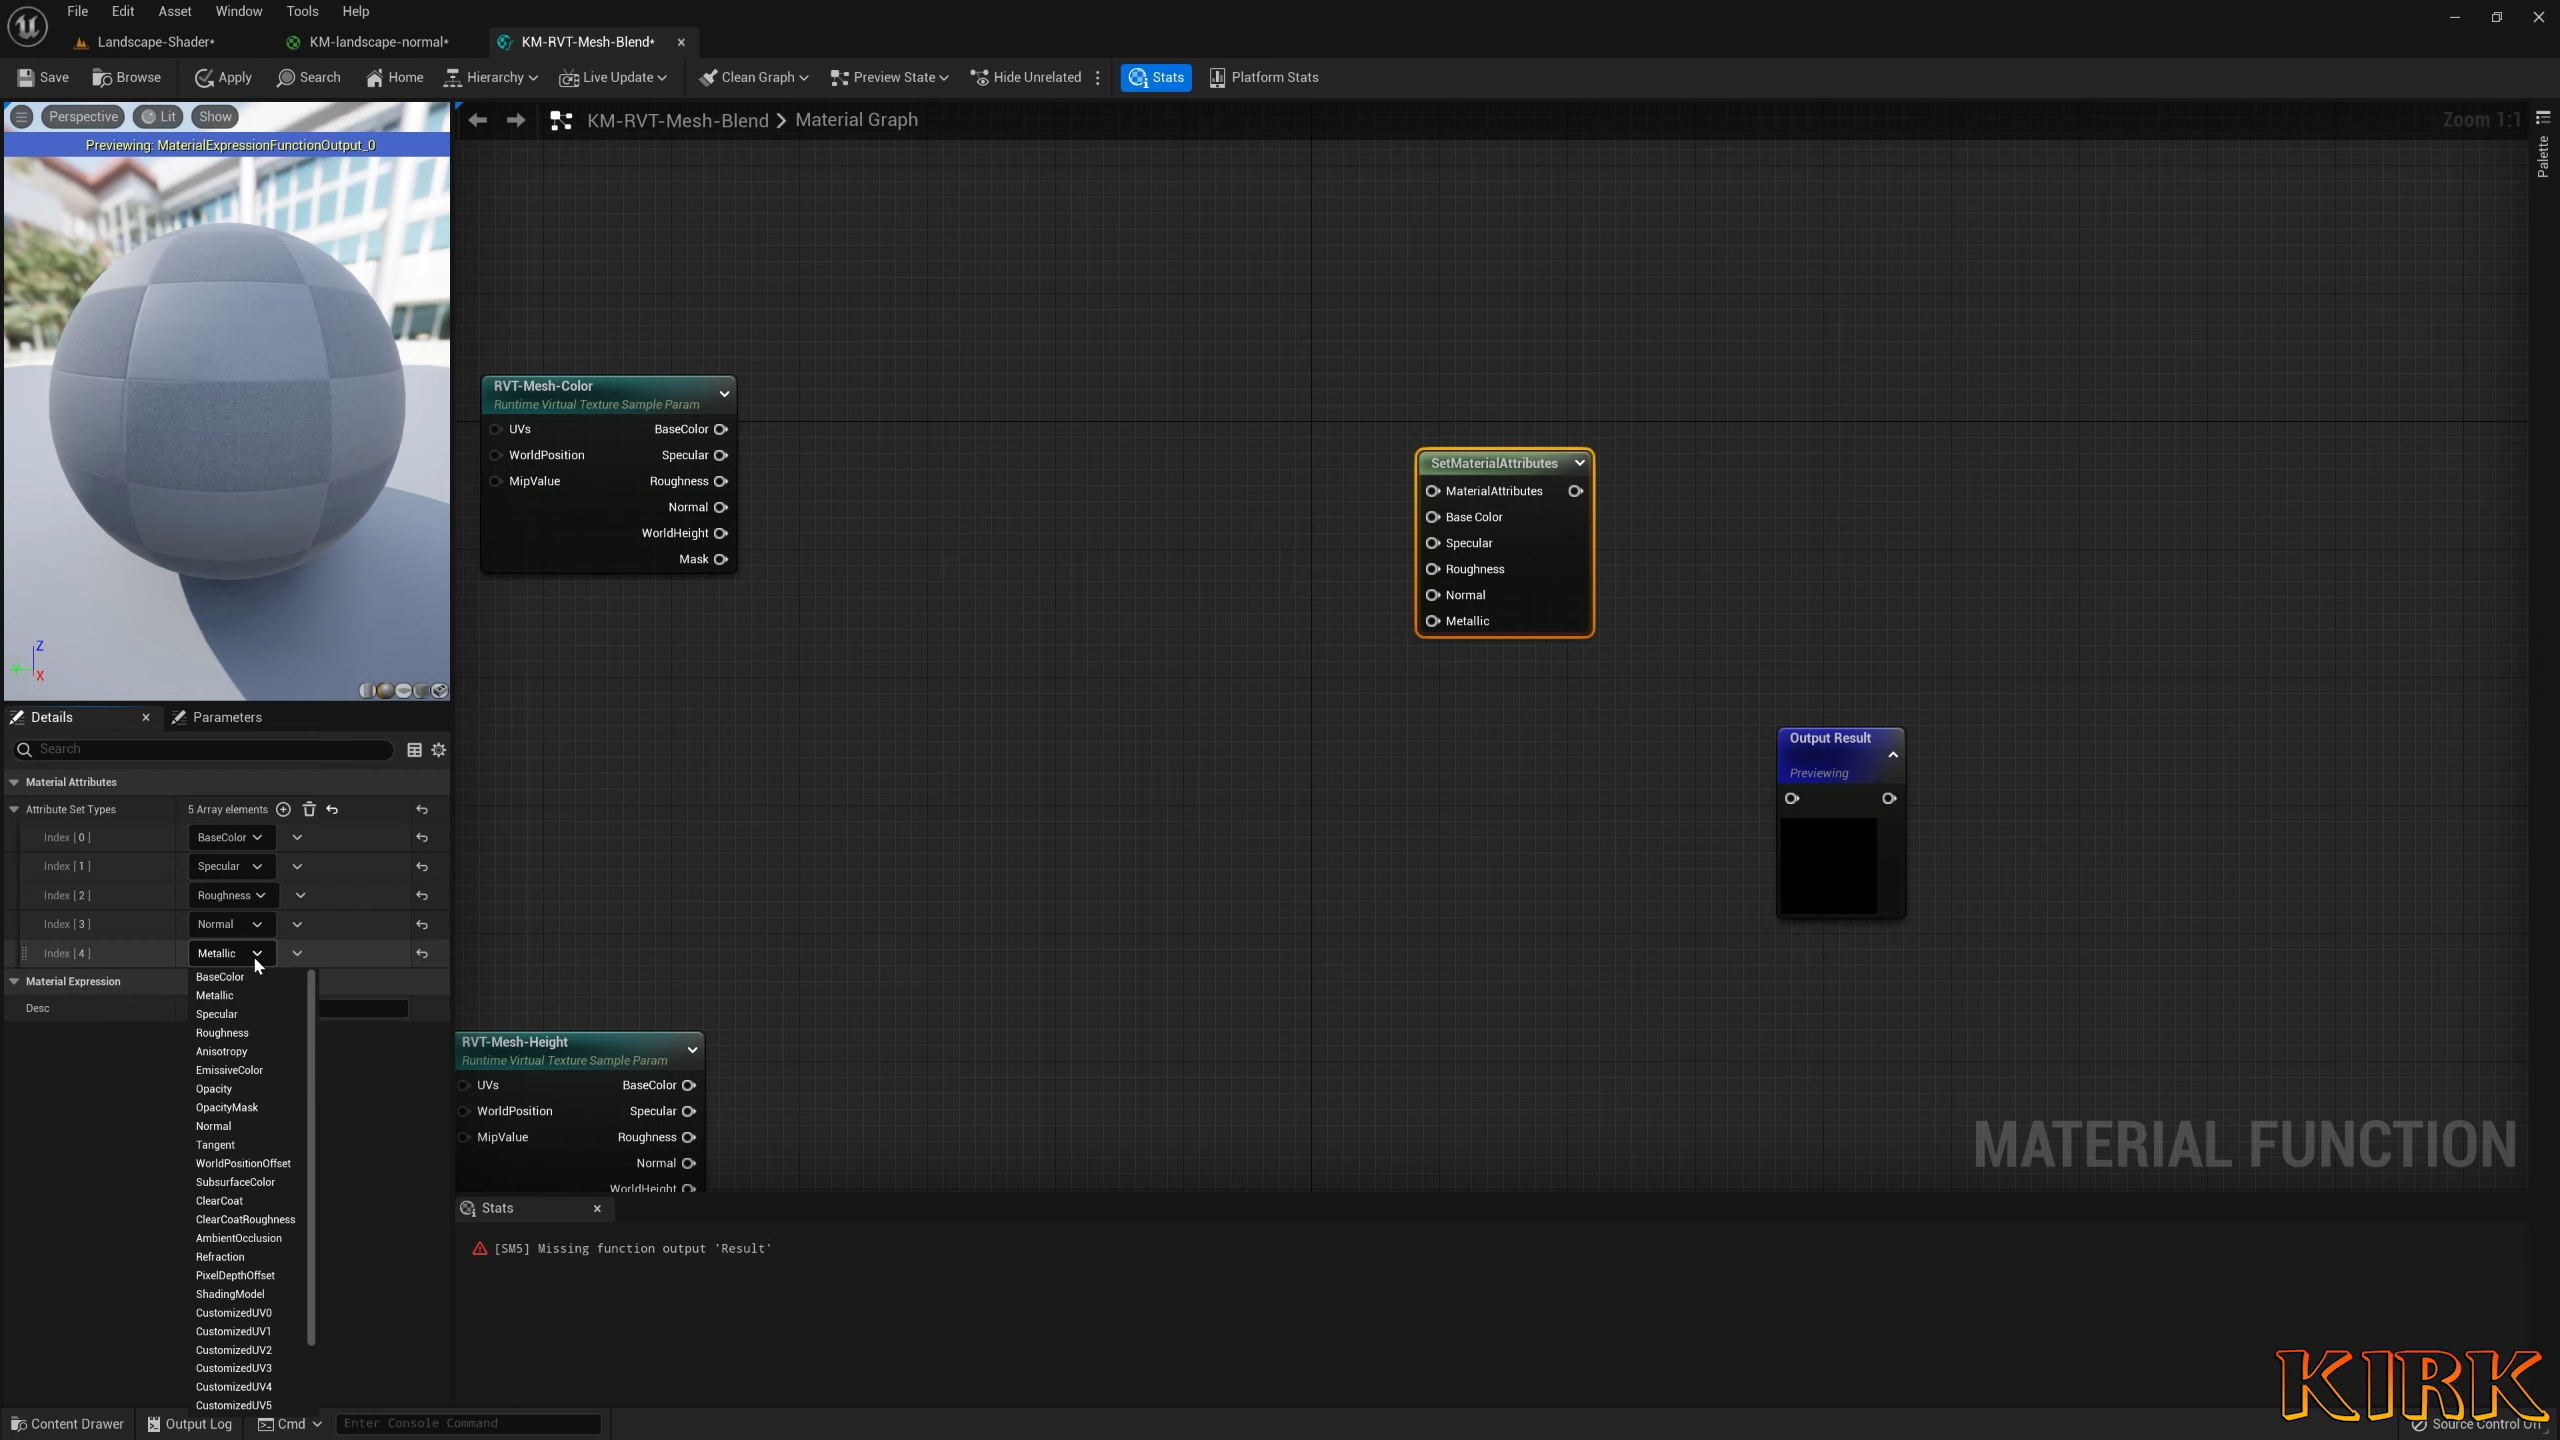 File Edit Asset Window Tools Help
Landscape-Shader* KM-landscape-normal* KM-RVT-Mesh-Blend*
Save Browse Apply Search Home Hierarchy Live Update Clean Graph Preview State Hide Unrelated Stats Platform Stats
Perspective Lit Show
Previewing: MaterialExpressionFunctionOutput_0
KM-RVT-Mesh-Blend > Material Graph
Zoom 1:1
Palette
RVT-Mesh-Color
Runtime Virtual Texture Sample Param
UVs BaseColor
WorldPosition Specular
MipValue Roughness
Normal
WorldHeight
Mask
SetMaterialAttributes
MaterialAttributes
Base Color
Specular
Roughness
Normal
Metallic
Output Result
Previewing
Z
Y
X
Details Parameters
Search
Material Attributes
Attribute Set Types 5 Array elements
Index [ 0 ] BaseColor
Index [ 1 ] Specular
Index [ 2 ] Roughness
Index [ 3 ] Normal
Index [ 4 ] Metallic
Material Expression
Desc
BaseColor
Metallic
Specular
Roughness
Anisotropy
EmissiveColor
Opacity
OpacityMask
Normal
Tangent
WorldPositionOffset
SubsurfaceColor
ClearCoat
ClearCoatRoughness
AmbientOcclusion
Refraction
PixelDepthOffset
ShadingModel
CustomizedUV0
CustomizedUV1
CustomizedUV2
CustomizedUV3
CustomizedUV4
CustomizedUV5
RVT-Mesh-Height
Runtime Virtual Texture Sample Param
UVs BaseColor
WorldPosition Specular
MipValue Roughness
Normal
WorldHeight
MATERIAL FUNCTION
Stats
[SM5] Missing function output 'Result'
KIRK
Content Drawer Output Log Cmd Enter Console Command
Source Control Off